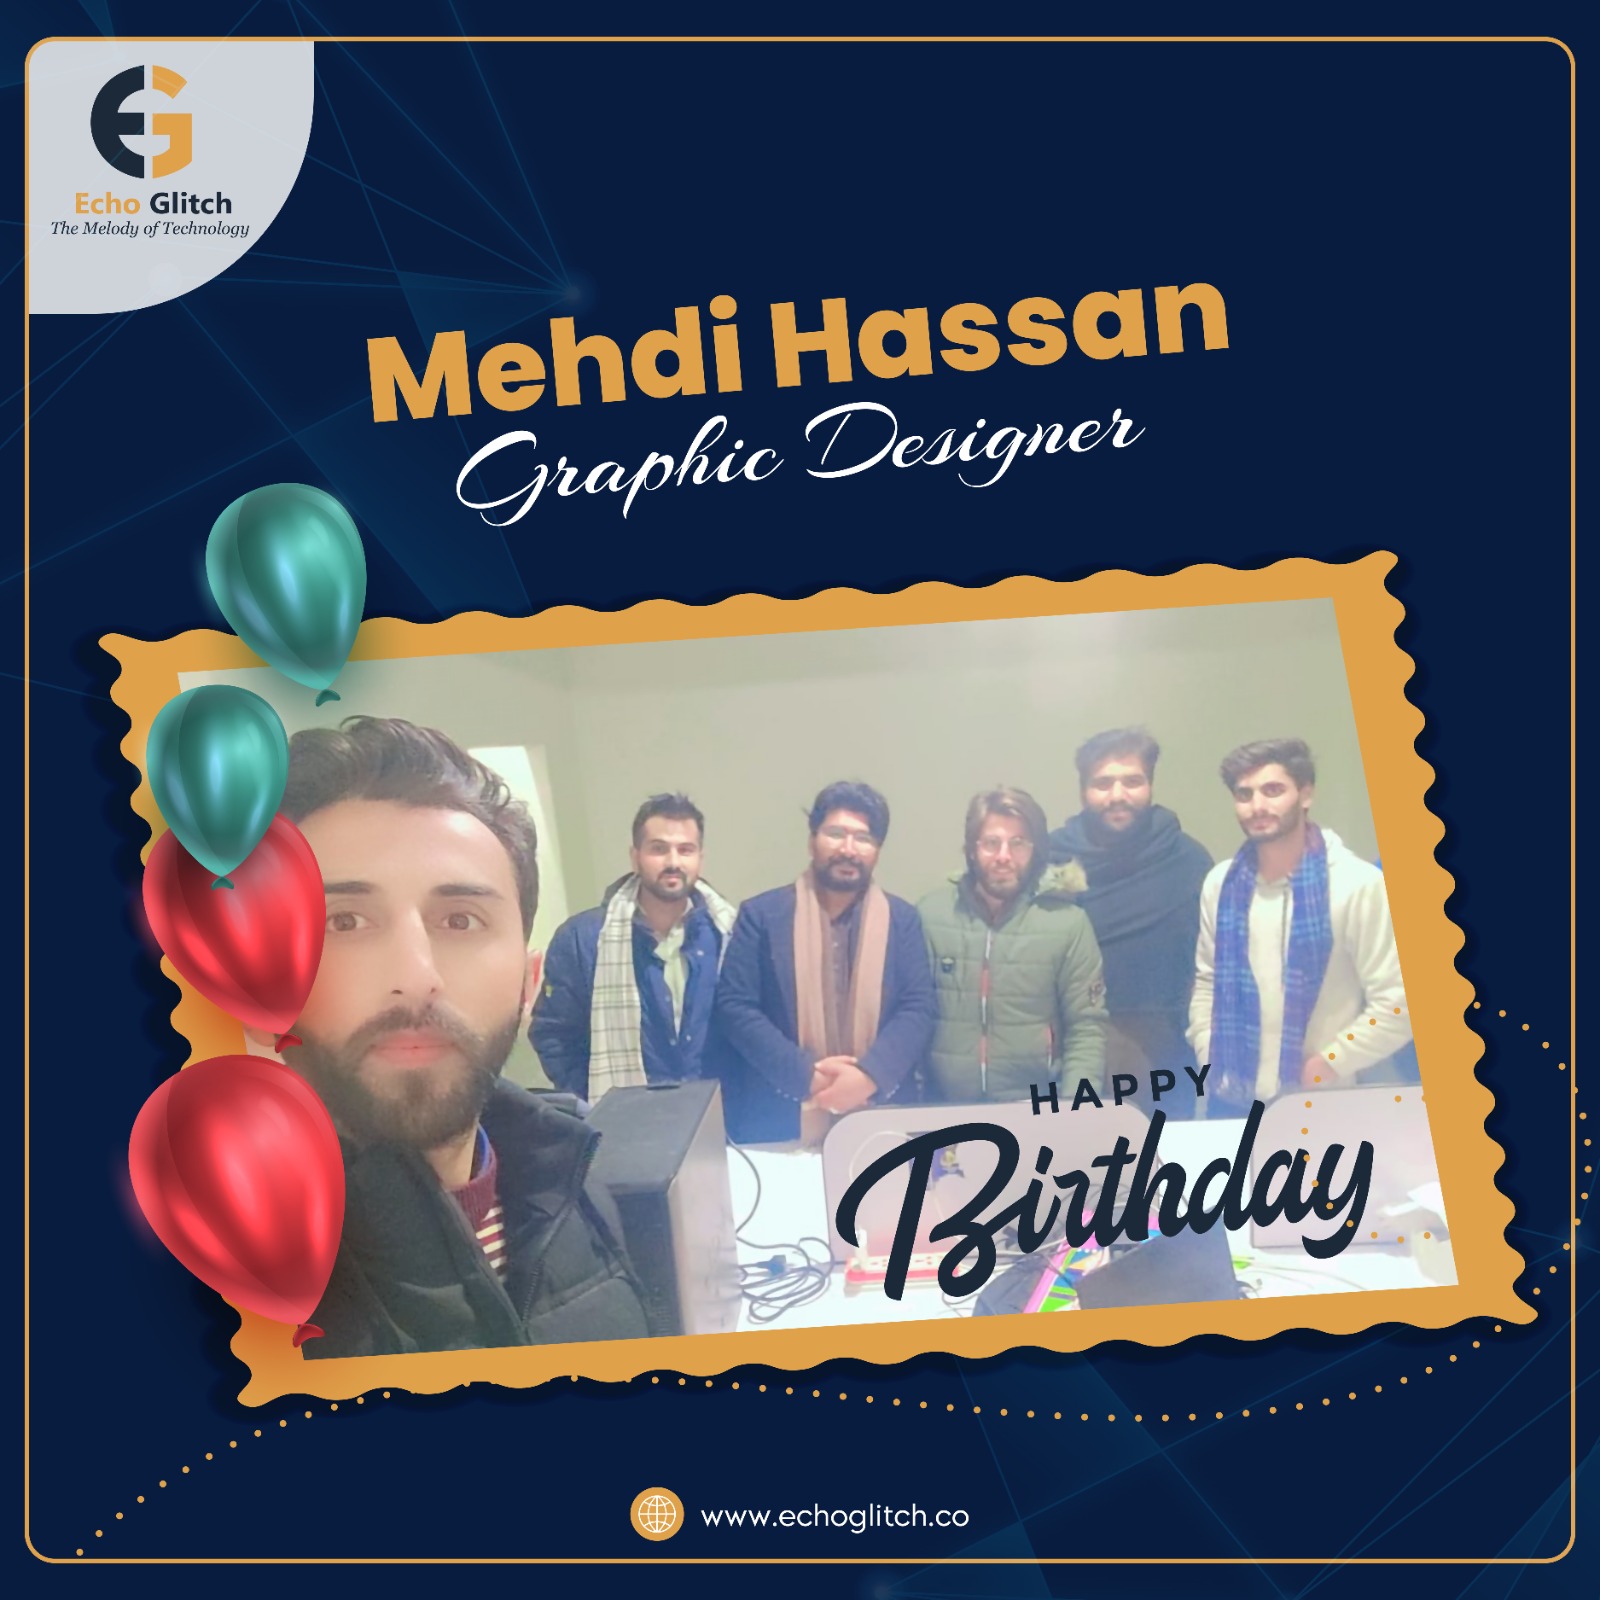 Echo Glitch
The Melody of Technology
Mehdi Hassan
Graphic Designer
HAPPY
Birthday
www.echoglitch.co